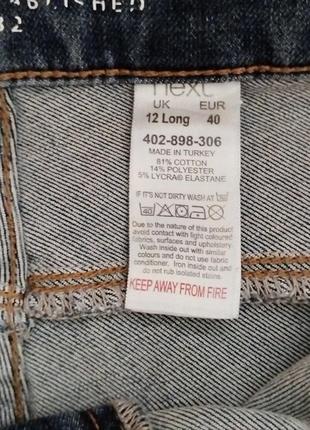 32
next
UK EUR
12 Long 40
402-898-306
MADE IN TURKEY
81% COTTON
14% POLYESTER
5% LYCRA® ELASTANE
IF IT'S NOT DIRTY WASH AT 30
40
Due to the nature of this product
avoid contact with light coloured
fabrics, surfaces and upholstery.
Wash inside out with similar
colours and do not use fabric
conditioner. Iron inside out and
do not rub isolated stains.
KEEP AWAY FROM FIRE